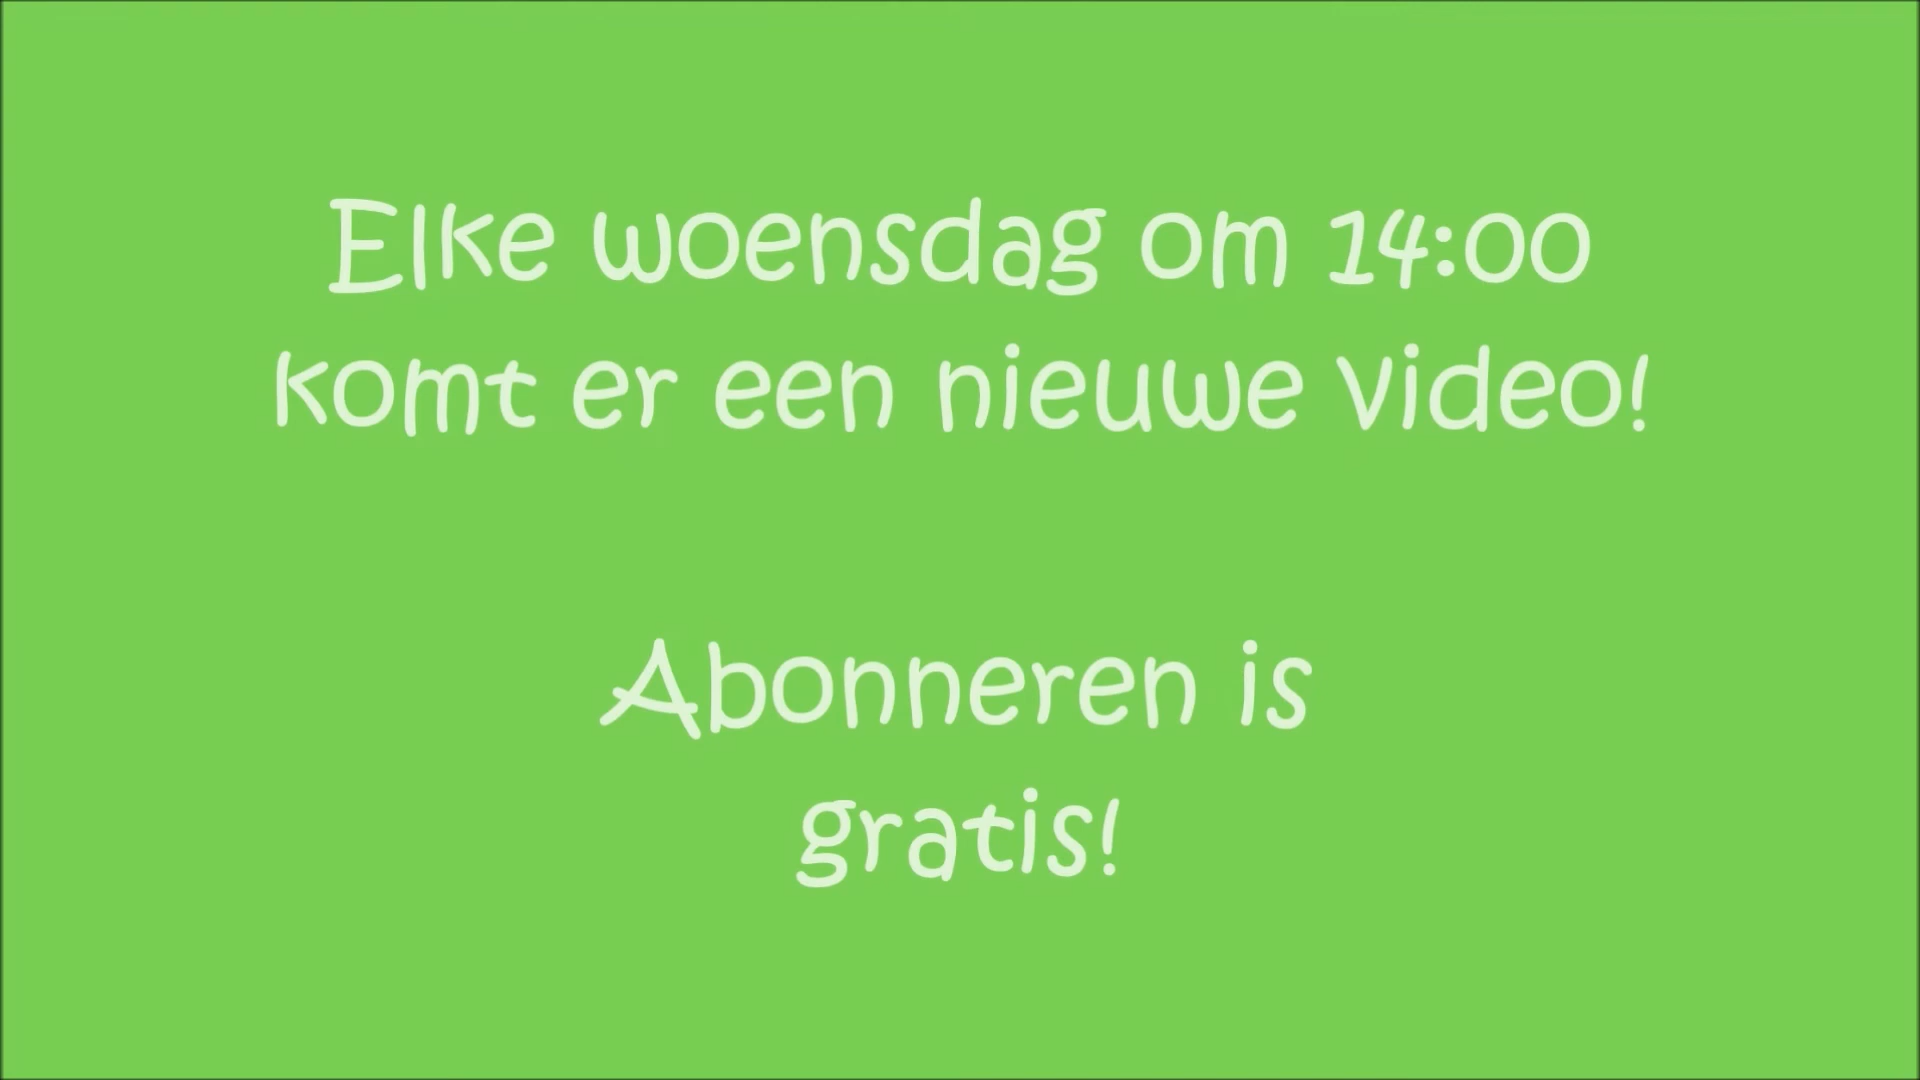 Elke woensdag om 14:00
komt er een nieuwe video!
Abonneren is
gratis!